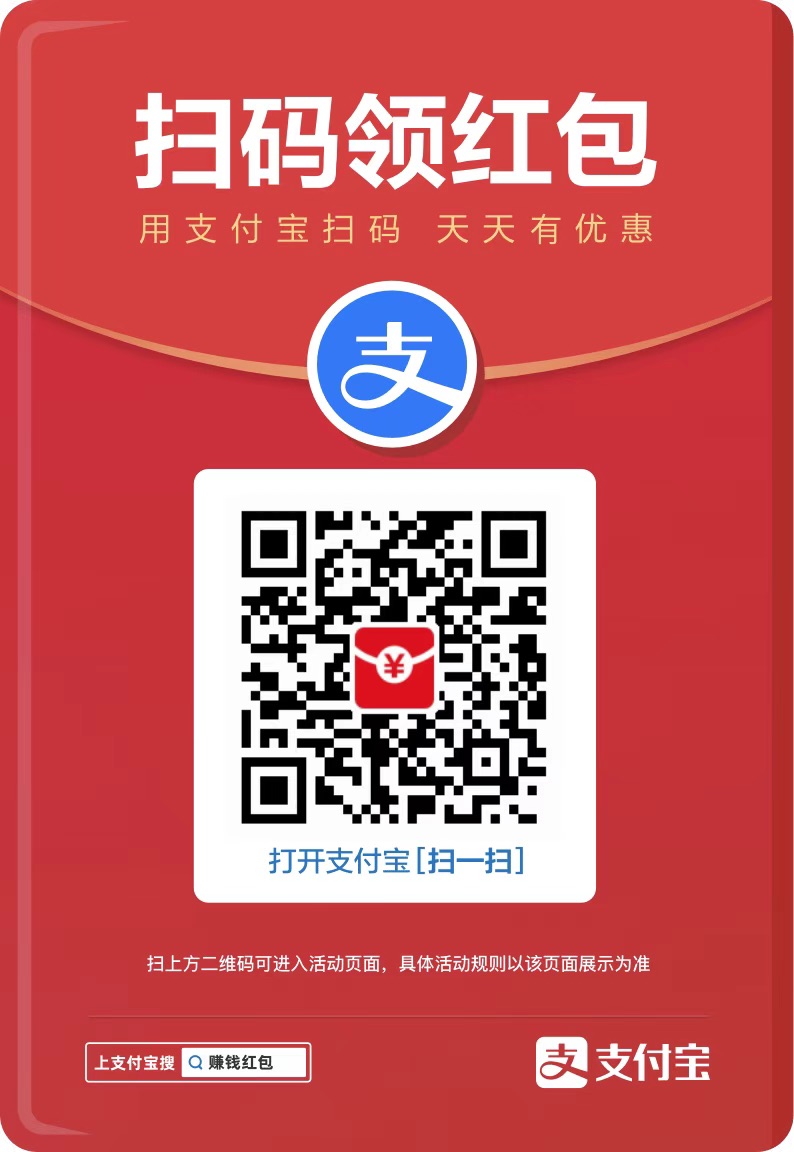 扫码领红包
用支付宝扫码 天天有优惠
支
¥
打开支付宝[扫一扫]
扫上方二维码可进入活动页面，具体活动规则以该页面展示为准
上支付宝搜 赚钱红包
支 支付宝